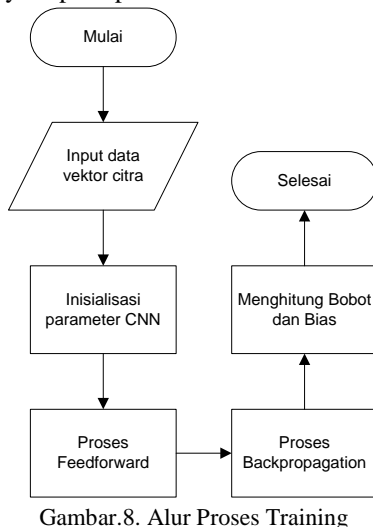 Mulai
Input data
vektor citra
Inisialisasi
parameter CNN
Proses
Feedforward
Proses
Backpropagation
Menghitung Bobot
dan Bias
Selesai
Gambar.8. Alur Proses Training